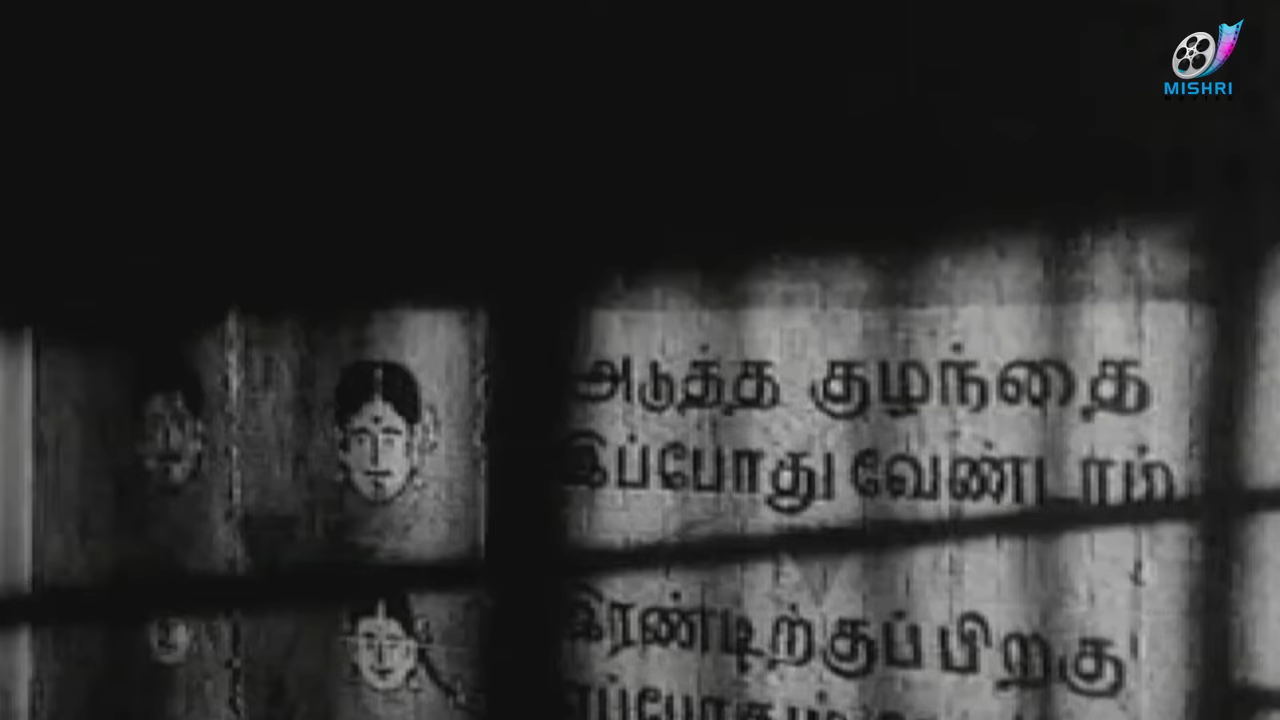 MISHRI
அடுத்த குழந்தை
இப்போது வேண்டாம்
இரண்டிற்குப் பிறகு